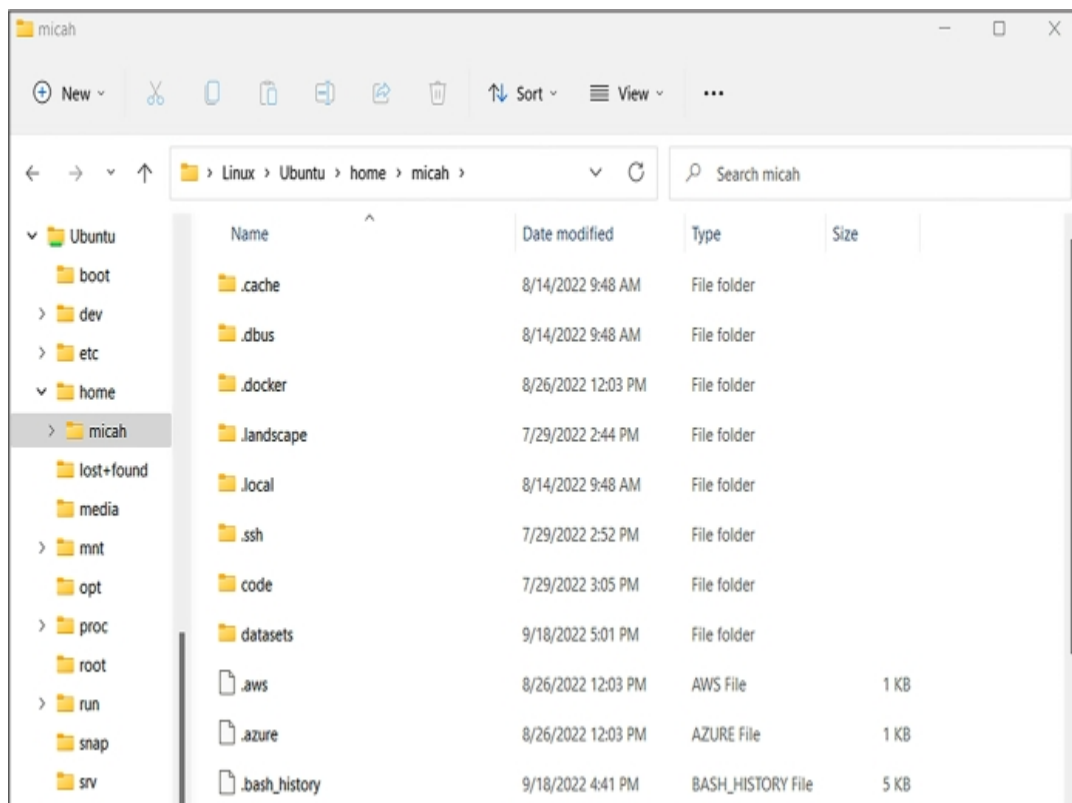 micah
New Sort View
Linux > Ubuntu > home > micah >
Search micah
Ubuntu
boot
dev
etc
home
micah
lost+found
media
mnt
opt
proc
root
run
snap
srv
Name Date modified Type Size
.cache 8/14/2022 9:48 AM File folder
.dbus 8/14/2022 9:48 AM File folder
.docker 8/26/2022 12:03 PM File folder
.landscape 7/29/2022 2:44 PM File folder
.local 8/14/2022 9:48 AM File folder
.ssh 7/29/2022 2:52 PM File folder
code 7/29/2022 3:05 PM File folder
datasets 9/18/2022 5:01 PM File folder
.aws 8/26/2022 12:03 PM AWS File 1 KB
.azure 8/26/2022 12:03 PM AZURE File 1 KB
.bash_history 9/18/2022 4:41 PM BASH_HISTORY File 5 KB